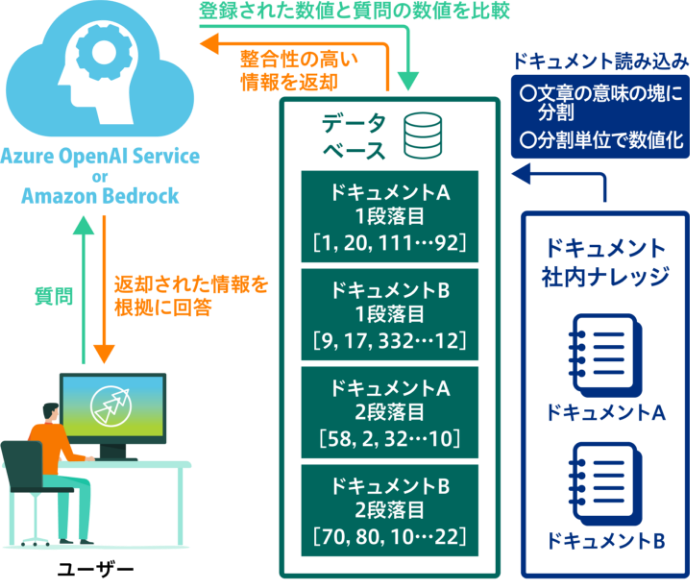 登録された数値と質問の数値を比較
整合性の高い
情報を返却
Azure OpenAI Service
or
Amazon Bedrock
質問
返却された情報を
根拠に回答
ユーザー
データ
ベース
ドキュメントA
1段落目
[1, 20, 111…92]
ドキュメントB
1段落目
[9, 17, 332…12]
ドキュメントA
2段落目
[58, 2, 32…10]
ドキュメントB
2段落目
[70, 80, 10…22]
ドキュメント読み込み
〇文章の意味の塊に
分割
〇分割単位で数値化
ドキュメント
社内ナレッジ
ドキュメントA
ドキュメントB